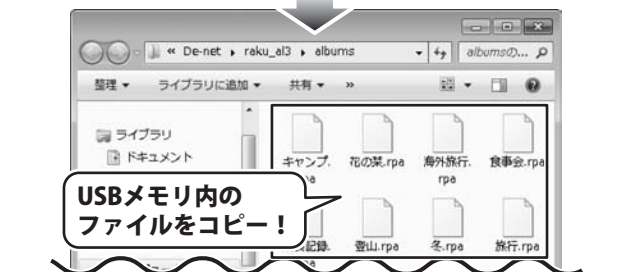 « De-net ▸ raku_al3 ▸ albums
albumsの...
整理 ▼ ライブラリに追加 ▼ 共有 ▼ »
ライブラリ
ドキュメント
キャンプ.
花の栞.rpa
海外旅行.
rpa
食事会.rpa
USBメモリ内の
ファイルをコピー！
記録.
登山.rpa
冬.rpa
旅行.rpa